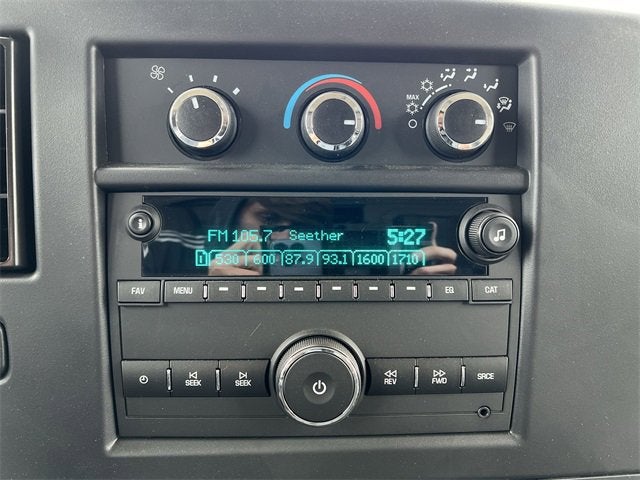 MAX
FM 105.7 Seether 5:27
1 530 600 87.9 93.1 1600 1710
FAV MENU EQ CAT
SEEK SEEK REV FWD SRCE